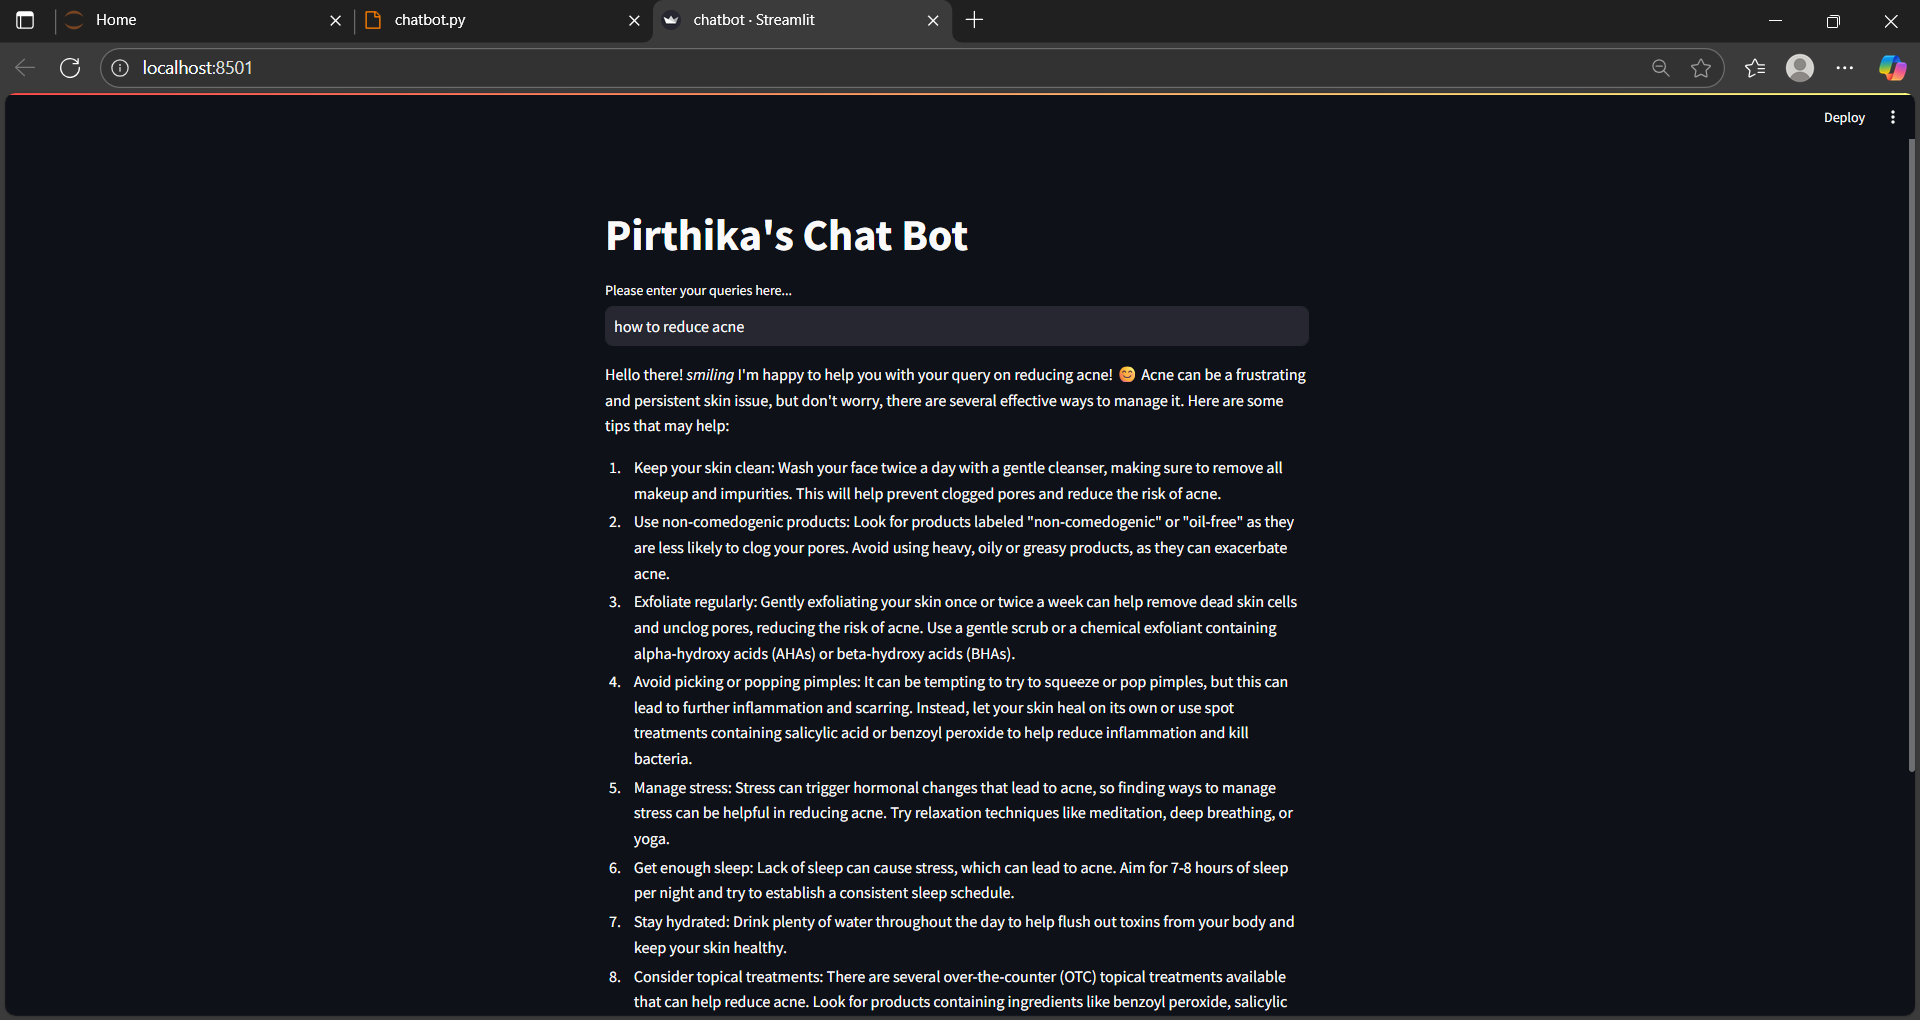 Home
chatbot.py
chatbot · Streamlit
localhost:8501
Deploy
Pirthika's Chat Bot
Please enter your queries here...
how to reduce acne
Hello there! smiling I'm happy to help you with your query on reducing acne! 😊 Acne can be a frustrating
and persistent skin issue, but don't worry, there are several effective ways to manage it. Here are some
tips that may help:
1. Keep your skin clean: Wash your face twice a day with a gentle cleanser, making sure to remove all
makeup and impurities. This will help prevent clogged pores and reduce the risk of acne.
2. Use non-comedogenic products: Look for products labeled "non-comedogenic" or "oil-free" as they
are less likely to clog your pores. Avoid using heavy, oily or greasy products, as they can exacerbate
acne.
3. Exfoliate regularly: Gently exfoliating your skin once or twice a week can help remove dead skin cells
and unclog pores, reducing the risk of acne. Use a gentle scrub or a chemical exfoliant containing
alpha-hydroxy acids (AHAs) or beta-hydroxy acids (BHAs).
4. Avoid picking or popping pimples: It can be tempting to try to squeeze or pop pimples, but this can
lead to further inflammation and scarring. Instead, let your skin heal on its own or use spot
treatments containing salicylic acid or benzoyl peroxide to help reduce inflammation and kill
bacteria.
5. Manage stress: Stress can trigger hormonal changes that lead to acne, so finding ways to manage
stress can be helpful in reducing acne. Try relaxation techniques like meditation, deep breathing, or
yoga.
6. Get enough sleep: Lack of sleep can cause stress, which can lead to acne. Aim for 7-8 hours of sleep
per night and try to establish a consistent sleep schedule.
7. Stay hydrated: Drink plenty of water throughout the day to help flush out toxins from your body and
keep your skin healthy.
8. Consider topical treatments: There are several over-the-counter (OTC) topical treatments available
that can help reduce acne. Look for products containing ingredients like benzoyl peroxide, salicylic